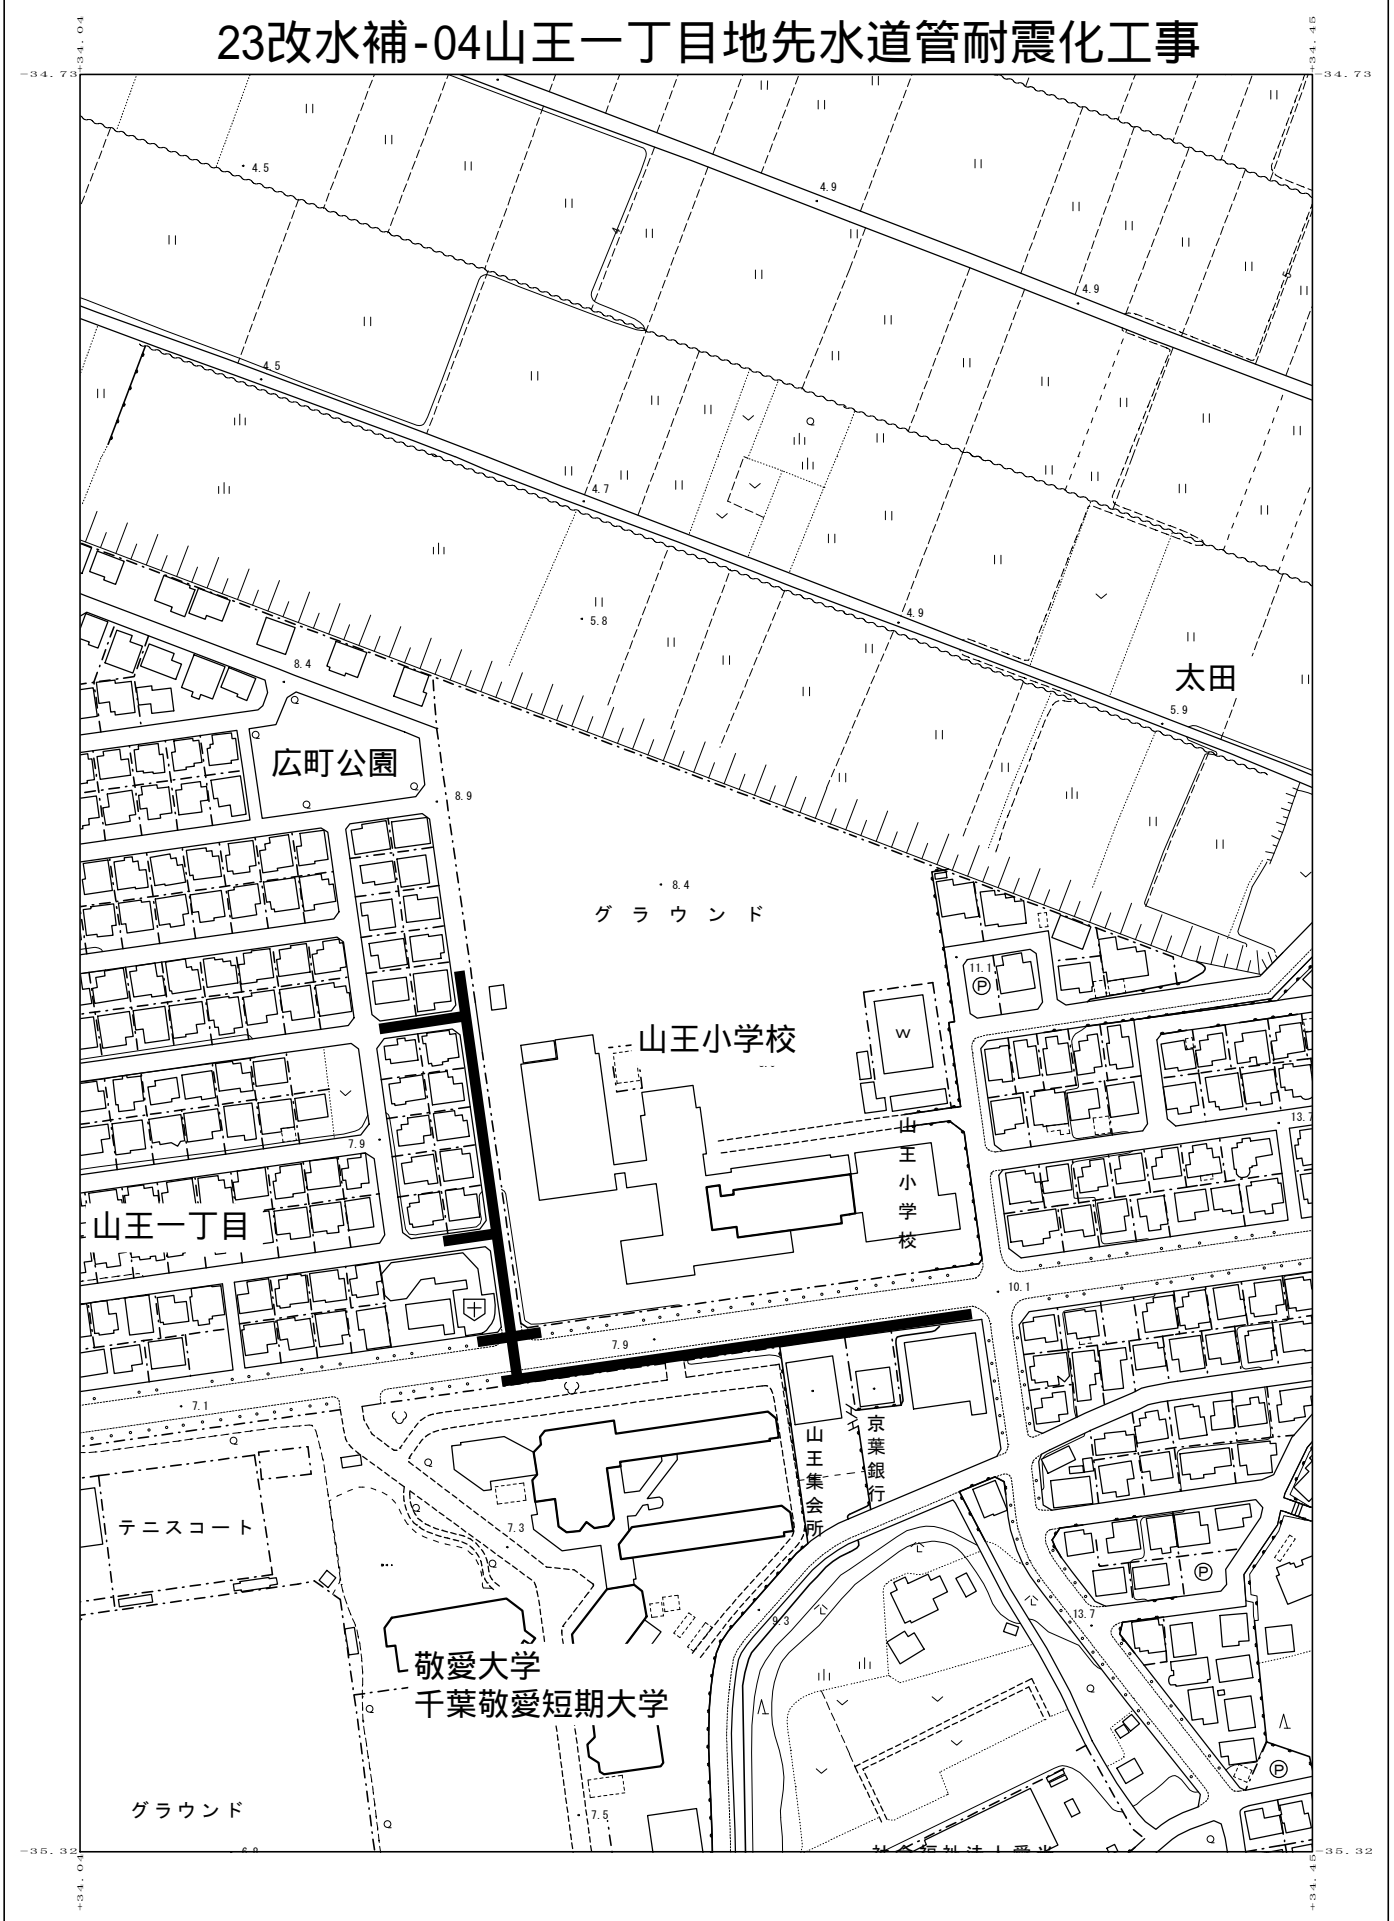 23改水補-04山王一丁目地先水道管耐震化工事
+34.04
+34.45
-34.73
-34.73
4.5
4.9
4.9
4.5
4.7
4.9
5.8
太田
5.9
8.4
広町公園
8.9
8.4
グラウンド
11.1
P
山王小学校
W
13.7
7.9
山王小学校
山王一丁目
10.1
7.9
7.1
京葉銀行
山王集会所
テニスコート
7.3
P
9.3
13.7
敬愛大学
千葉敬愛短期大学
P
グラウンド
7.5
-35.32
-35.32
+34.04
+34.45